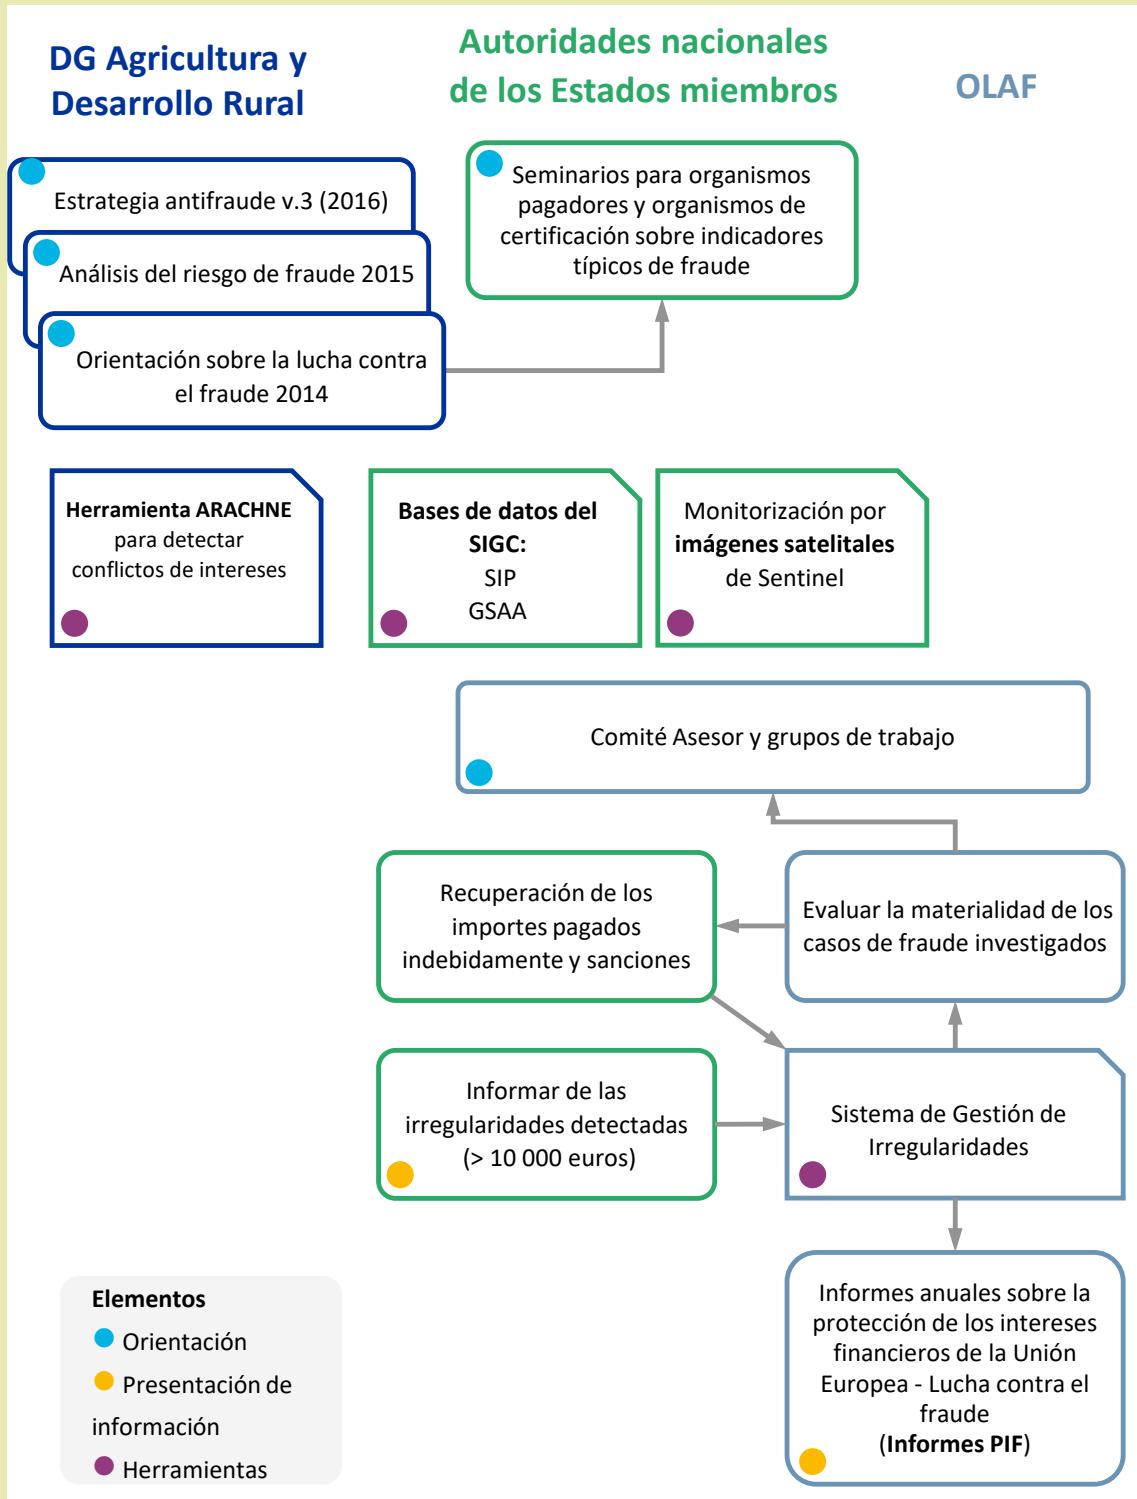 DG Agricultura y
Desarrollo Rural
Autoridades nacionales
de los Estados miembros
OLAF
Estrategia antifraude v.3 (2016)
Análisis del riesgo de fraude 2015
Orientación sobre la lucha contra
el fraude 2014
Seminarios para organismos
pagadores y organismos de
certificación sobre indicadores
típicos de fraude
Herramienta ARACHNE
para detectar
conflictos de intereses
Bases de datos del
SIGC:
SIP
GSAA
Monitorización por
imágenes satelitales
de Sentinel
Comité Asesor y grupos de trabajo
Recuperación de los
importes pagados
indebidamente y sanciones
Evaluar la materialidad de los
casos de fraude investigados
Informar de las
irregularidades detectadas
(> 10 000 euros)
Sistema de Gestión de
Irregularidades
Informes anuales sobre la
protección de los intereses
financieros de la Unión
Europea - Lucha contra el
fraude
(Informes PIF)
Elementos
Orientación
Presentación de
información
Herramientas